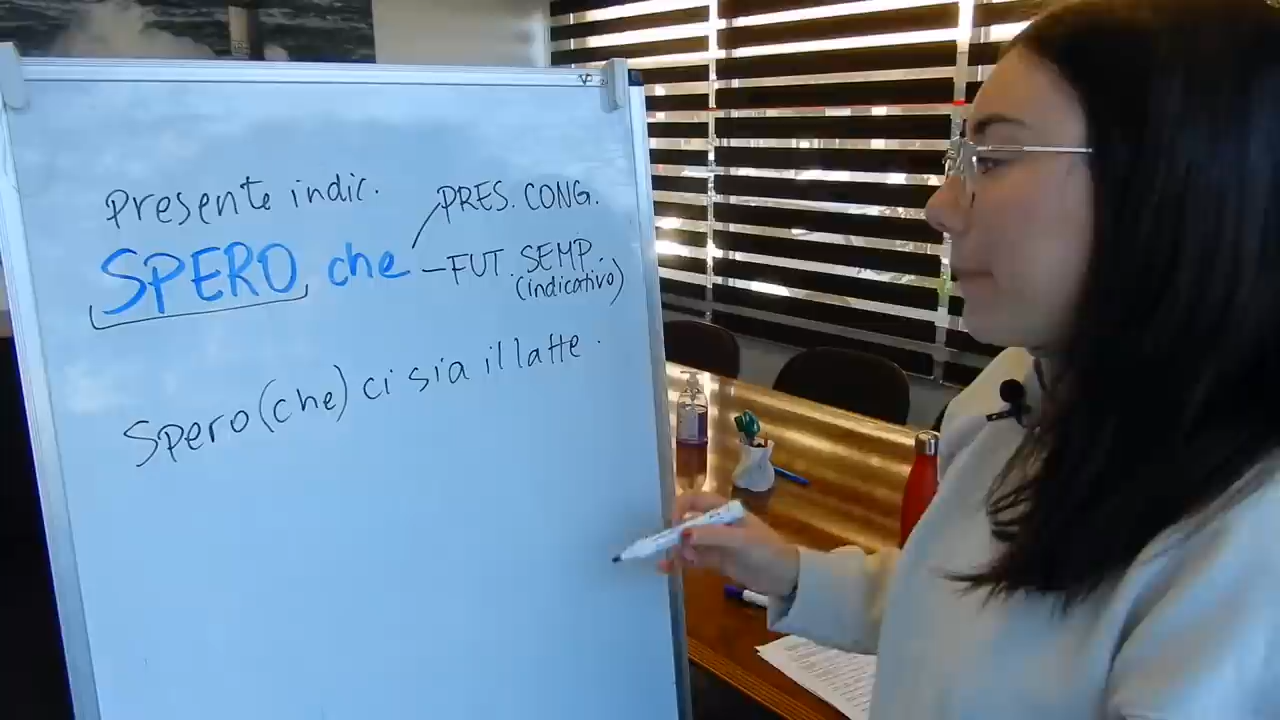 Presente indic.
PRES. CONG.
SPERO che
FUT. SEMP.
(indicativo)
Spero (che) ci sia il latte.